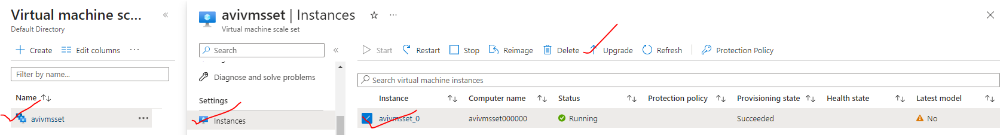 Virtual machine sc...
Default Directory
Create Edit columns ...
Filter by name...
Name
avivmsset ...
avivmsset | Instances ...
Virtual machine scale set
Search
Diagnose and solve problems
Settings
Instances
Start Restart Stop Reimage Delete Upgrade Refresh Protection Policy
Search virtual machine instances
Instance Computer name Status Protection policy Provisioning state Health state Latest model
avivmsset_0 avivmsset000000 Running Succeeded No